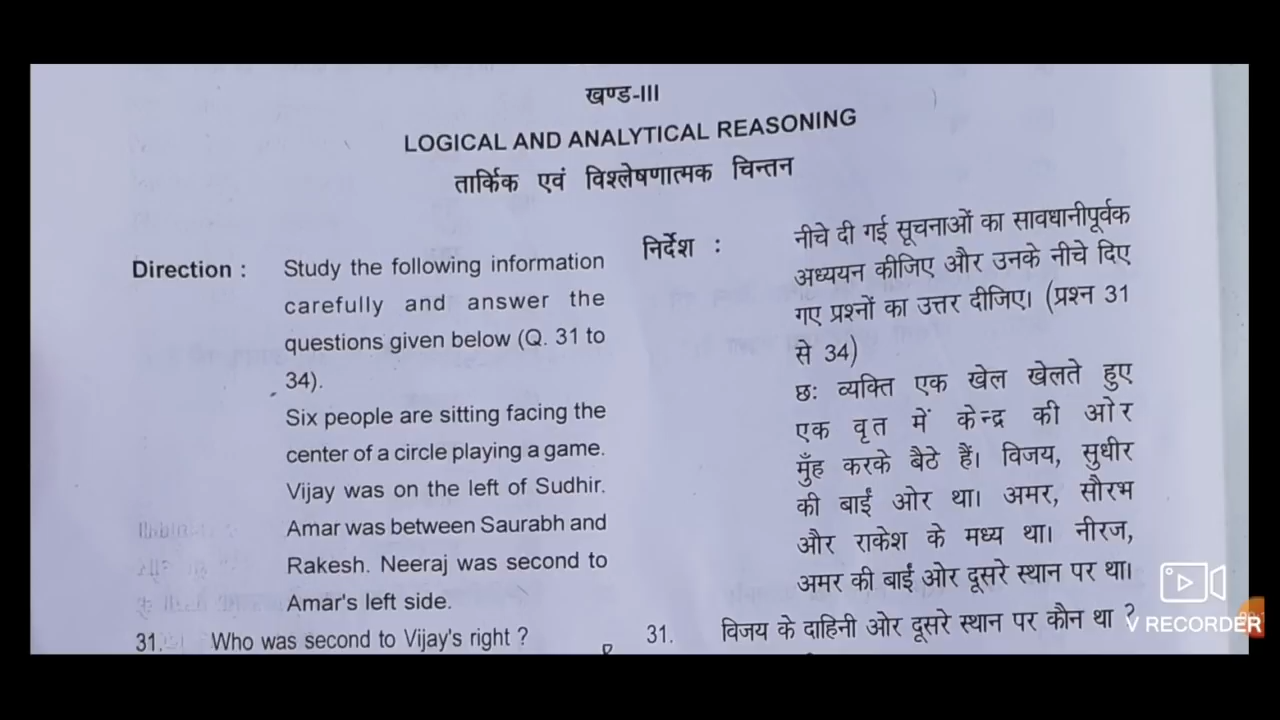 खण्ड-III
LOGICAL AND ANALYTICAL REASONING
तार्किक एवं विश्लेषणात्मक चिन्तन
Direction : Study the following information
carefully and answer the
questions given below (Q. 31 to
34).
Six people are sitting facing the
center of a circle playing a game.
Vijay was on the left of Sudhir.
Amar was between Saurabh and
Rakesh. Neeraj was second to
Amar's left side.
31. Who was second to Vijay's right ?
निर्देश : नीचे दी गई सूचनाओं का सावधानीपूर्वक
अध्ययन कीजिए और उनके नीचे दिए
गए प्रश्नों का उत्तर दीजिए। (प्रश्न 31
से 34)
छः व्यक्ति एक खेल खेलते हुए
एक वृत में केन्द्र की ओर
मुँह करके बैठे हैं। विजय, सुधीर
की बाईं ओर था। अमर, सौरभ
और राकेश के मध्य था। नीरज,
अमर की बाईं ओर दूसरे स्थान पर था।
31. विजय के दाहिनी ओर दूसरे स्थान पर कौन था ?
V RECORDER